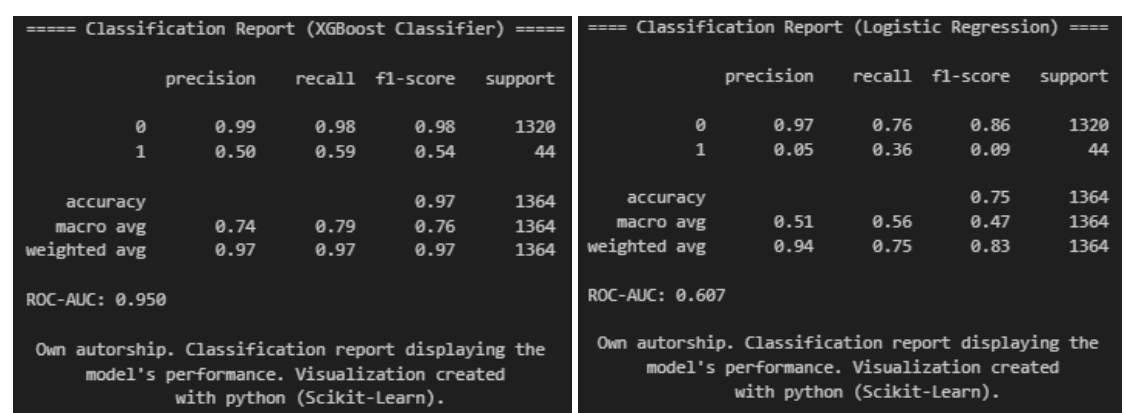 ===== Classification Report (XGBoost Classifier) =====
precision recall f1-score support
0 0.99 0.98 0.98 1320
1 0.50 0.59 0.54 44
accuracy 0.97 1364
macro avg 0.74 0.79 0.76 1364
weighted avg 0.97 0.97 0.97 1364
ROC-AUC: 0.950
Own autorship. Classification report displaying the
model's performance. Visualization created
with python (Scikit-Learn).
==== Classification Report (Logistic Regression) ====
precision recall f1-score support
0 0.97 0.76 0.86 1320
1 0.05 0.36 0.09 44
accuracy 0.75 1364
macro avg 0.51 0.56 0.47 1364
weighted avg 0.94 0.75 0.83 1364
ROC-AUC: 0.607
Own autorship. Classification report displaying the
model's performance. Visualization created
with python (Scikit-Learn).